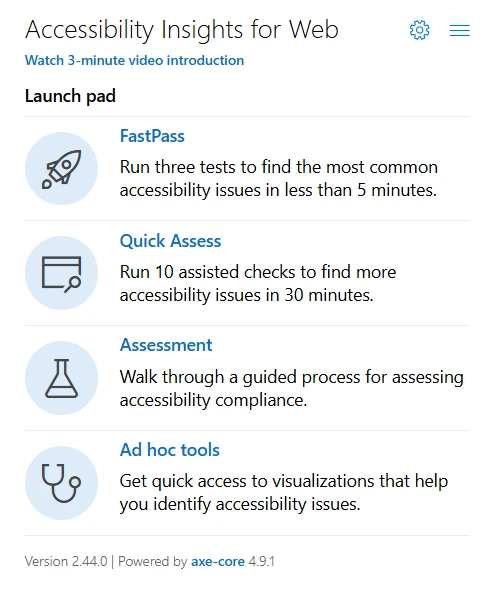 Accessibility Insights for Web
Watch 3-minute video introduction
Launch pad
FastPass
Run three tests to find the most common
accessibility issues in less than 5 minutes.
Quick Assess
Run 10 assisted checks to find more
accessibility issues in 30 minutes.
Assessment
Walk through a guided process for assessing
accessibility compliance.
Ad hoc tools
Get quick access to visualizations that help
you identify accessibility issues.
Version 2.44.0 | Powered by axe-core 4.9.1